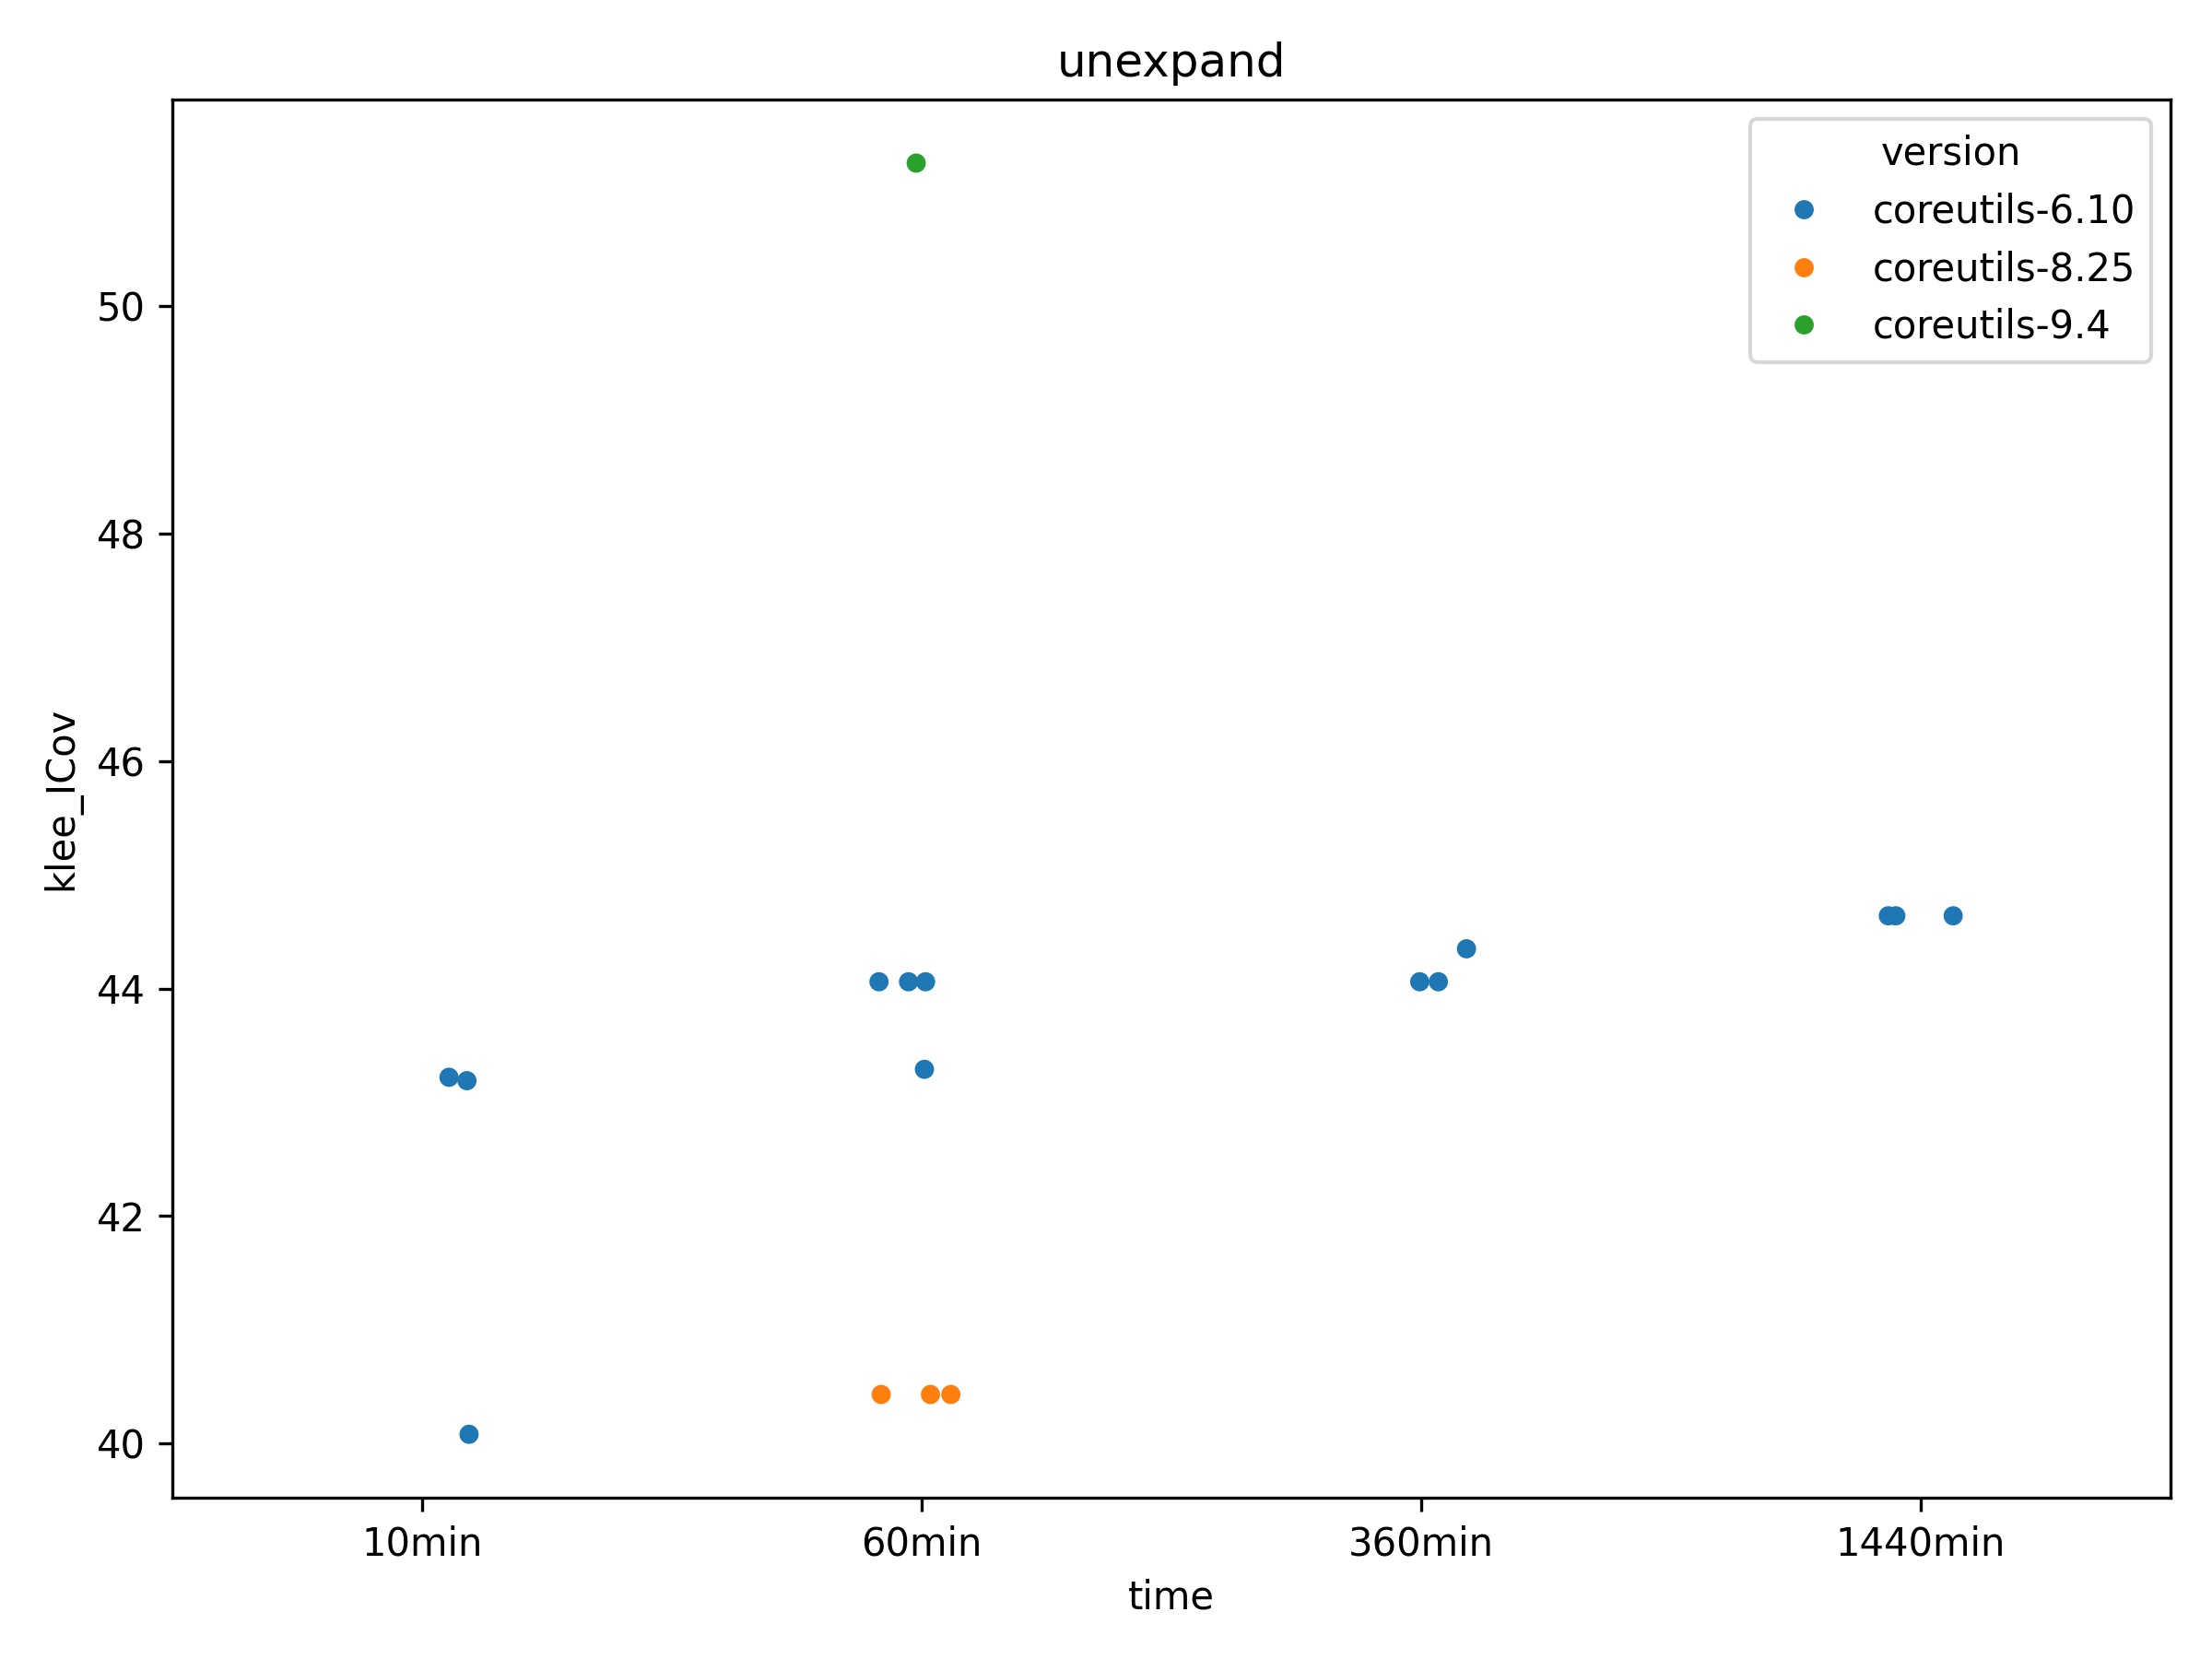 unexpand
version
coreutils-6.10
coreutils-8.25
coreutils-9.4
klee_ICov
50
48
46
44
42
40
10min
60min
360min
1440min
time